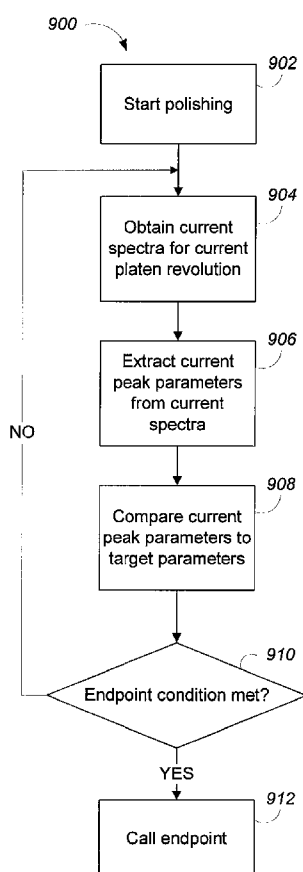 900
902
Start polishing
904
Obtain current
spectra for current
platen revolution
906
Extract current
peak parameters
from current
spectra
NO
908
Compare current
peak parameters to
target parameters
910
Endpoint condition met?
YES
912
Call endpoint